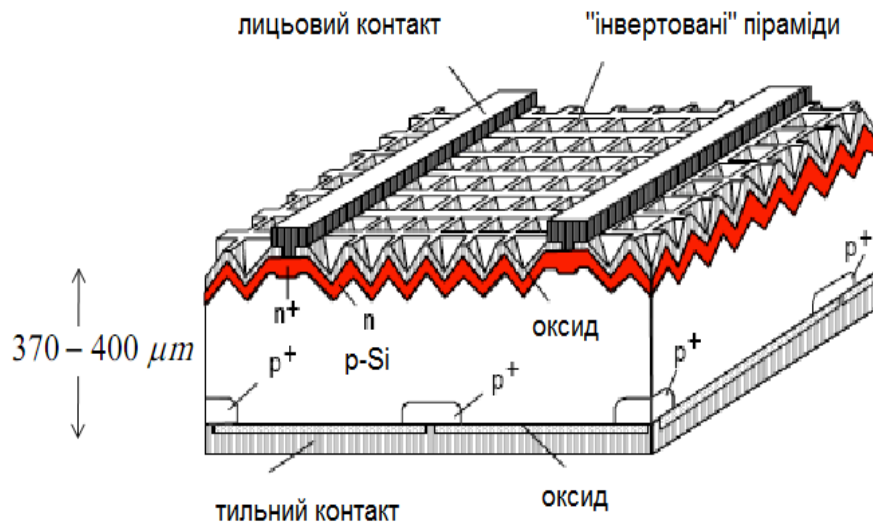 лицьовий контакт
"інвертовані" піраміди
p+
n+
n
оксид
370 – 400 μm
p+
p-Si
p+
p+
тильний контакт
оксид